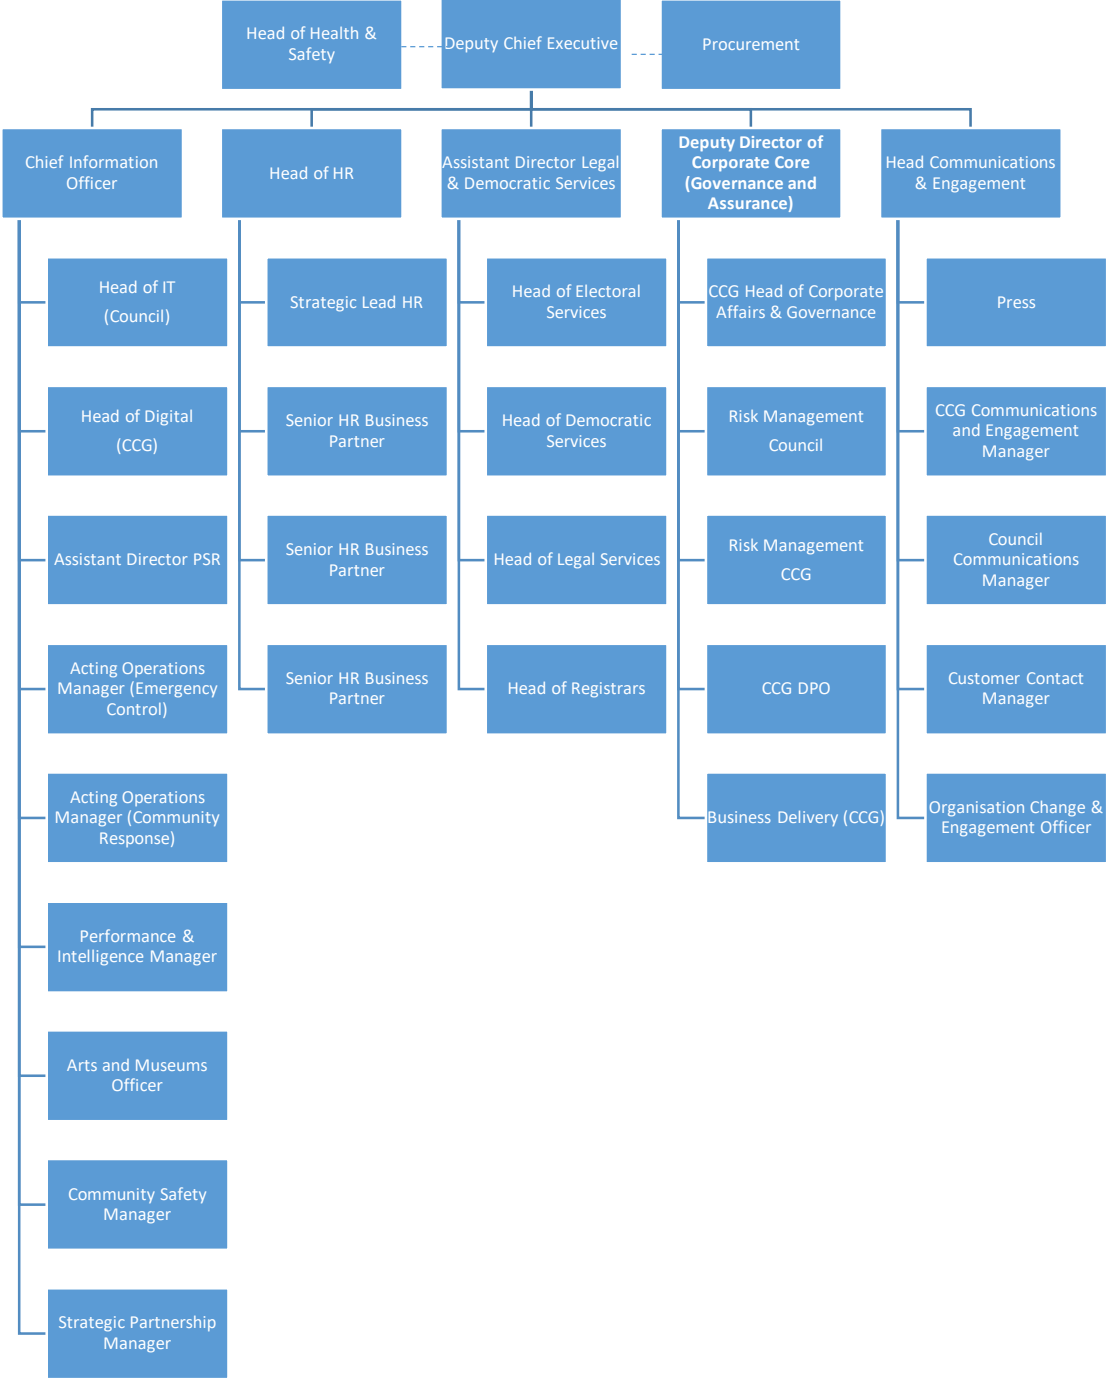 Head of Health &
Safety
Deputy Chief Executive
Procurement
Chief Information
Officer
Head of HR
Assistant Director Legal
& Democratic Services
Deputy Director of
Corporate Core
(Governance and
Assurance)
Head Communications
& Engagement
Head of IT
(Council)
Strategic Lead HR
Head of Electoral
Services
CCG Head of Corporate
Affairs & Governance
Press
Head of Digital
(CCG)
Senior HR Business
Partner
Head of Democratic
Services
Risk Management
Council
CCG Communications
and Engagement
Manager
Assistant Director PSR
Senior HR Business
Partner
Head of Legal Services
Risk Management
CCG
Council
Communications
Manager
Acting Operations
Manager (Emergency
Control)
Senior HR Business
Partner
Head of Registrars
CCG DPO
Customer Contact
Manager
Acting Operations
Manager (Community
Response)
Business Delivery (CCG)
Organisation Change &
Engagement Officer
Performance &
Intelligence Manager
Arts and Museums
Officer
Community Safety
Manager
Strategic Partnership
Manager